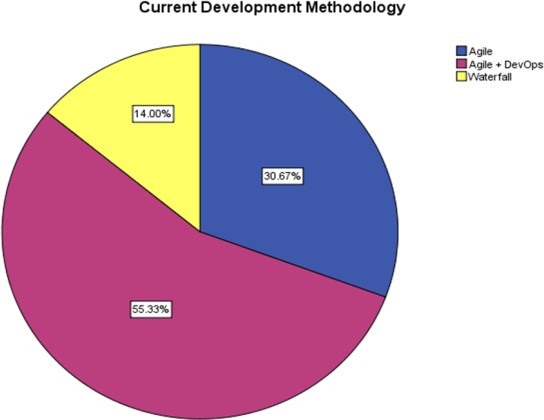 Current Development Methodology
Agile
Agile + DevOps
Waterfall
14.00%
30.67%
55.33%